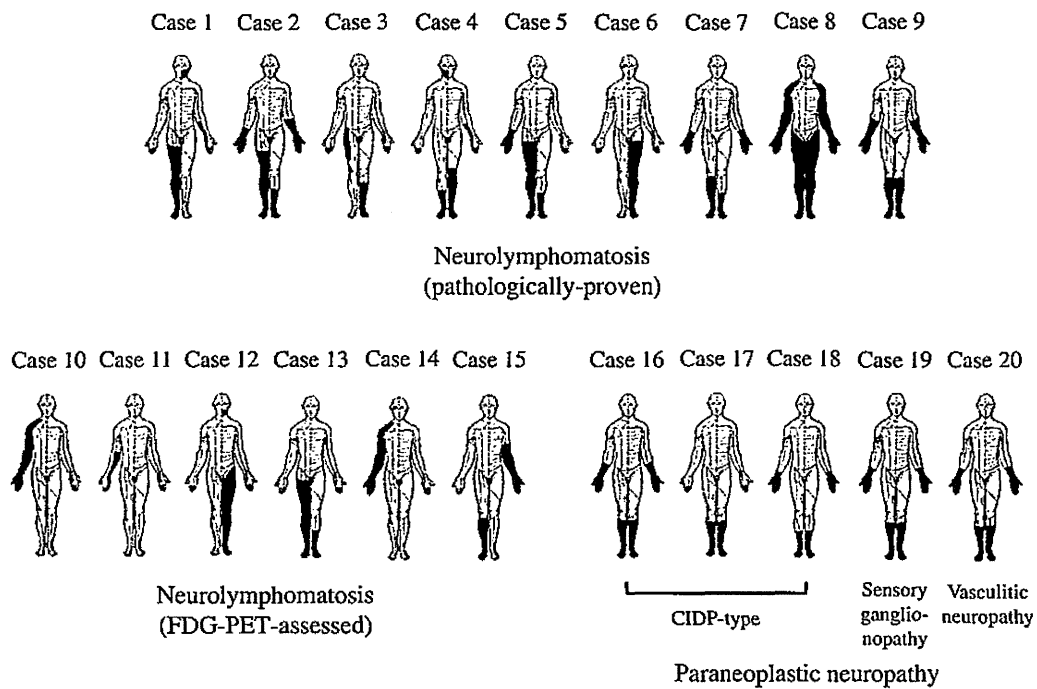 Case 1 Case 2 Case 3 Case 4 Case 5 Case 6 Case 7 Case 8 Case 9
Neurolymphomatosis
(pathologically-proven)
Case 10 Case 11 Case 12 Case 13 Case 14 Case 15 Case 16 Case 17 Case 18 Case 19 Case 20
Neurolymphomatosis
(FDG-PET-assessed)
CIDP-type
Sensory
ganglio-
nopathy
Vasculitic
neuropathy
Paraneoplastic neuropathy